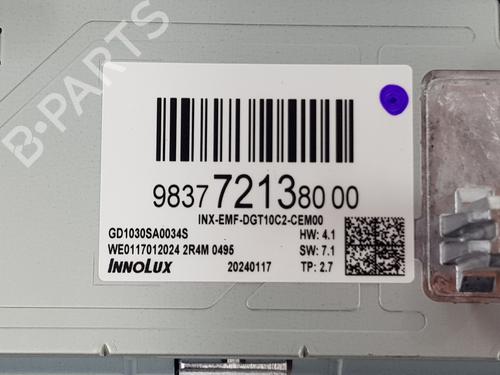 B-PARTS
9837721380 00
INX-EMF-DGT10C2-CEM00
GD1030SA0034S HW: 4.1
WE0117012024 2R4M 0495 SW: 7.1
INNOLUX 20240117 TP: 2.7